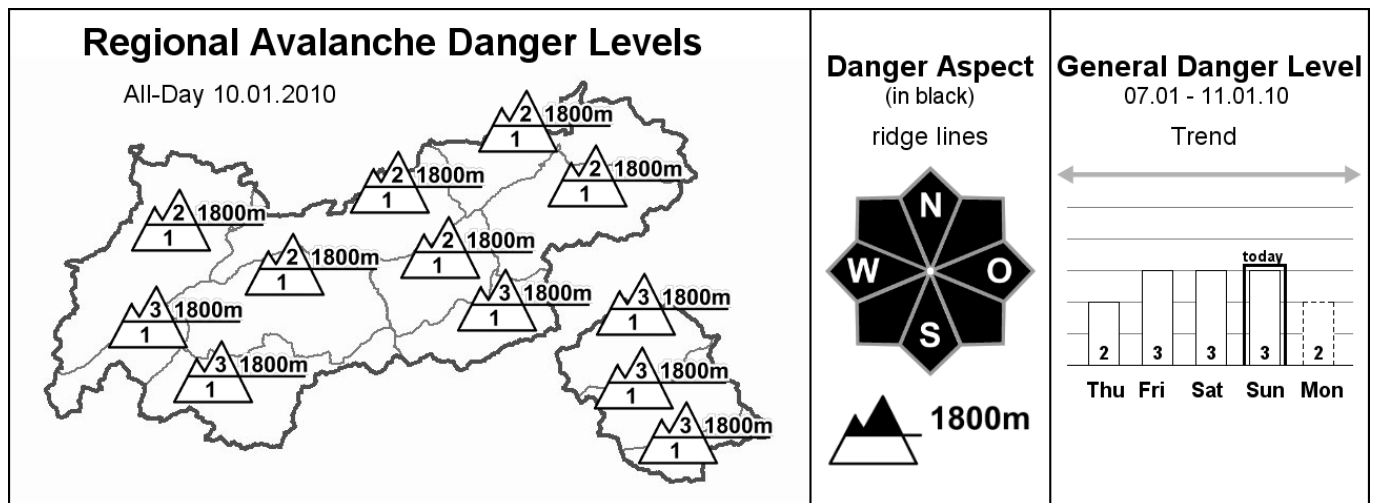 Regional Avalanche Danger Levels
All-Day 10.01.2010
2 1800m
1
2 1800m
1
2 1800m
1
2 1800m
1
2 1800m
1
2 1800m
1
3 1800m
1
3 1800m
1
3 1800m
1
3 1800m
1
3 1800m
1
3 1800m
1
Danger Aspect
(in black)
ridge lines
N
W O
S
1800m
General Danger Level
07.01 - 11.01.10
Trend
today
2 3 3 3 2
Thu Fri Sat Sun Mon